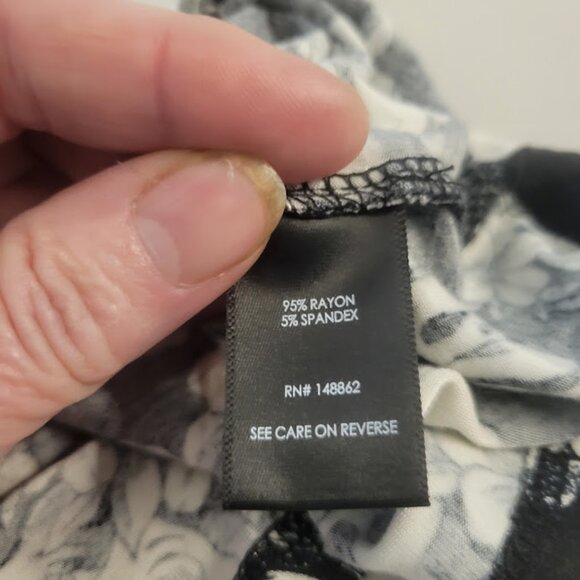 95% RAYON
5% SPANDEX
RN# 148862
SEE CARE ON REVERSE